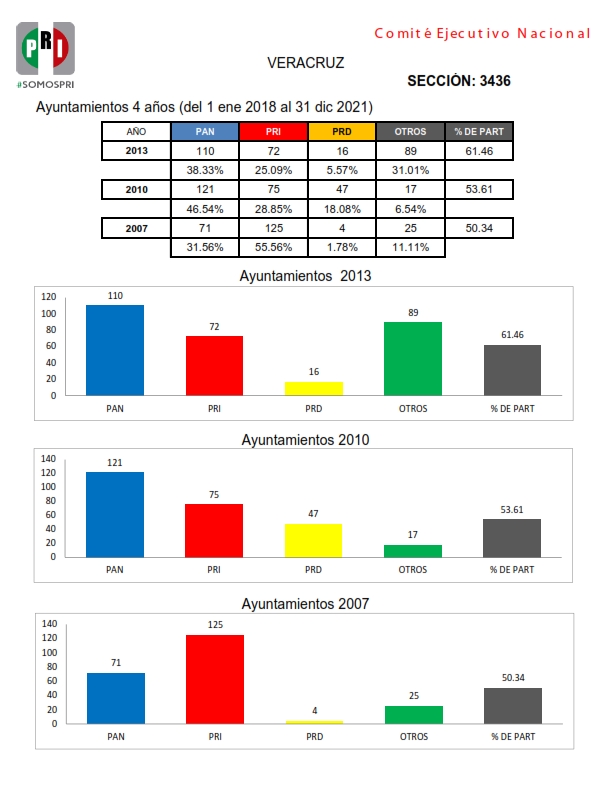 Comité Ejecutivo Nacional
PRI
#SOMOSPRI
VERACRUZ
SECCIÓN: 3436
Ayuntamientos 4 años (del 1 ene 2018 al 31 dic 2021)
AÑO PAN PRI PRD OTROS % DE PART
2013 110 72 16 89 61.46
38.33% 25.09% 5.57% 31.01%
2010 121 75 47 17 53.61
46.54% 28.85% 18.08% 6.54%
2007 71 125 4 25 50.34
31.56% 55.56% 1.78% 11.11%
Ayuntamientos 2013
120
100
80
60
40
20
0
110 72 16 89 61.46
PAN PRI PRD OTROS % DE PART
Ayuntamientos 2010
140
120
100
80
60
40
20
0
121 75 47 17 53.61
PAN PRI PRD OTROS % DE PART
Ayuntamientos 2007
140
120
100
80
60
40
20
0
71 125 4 25 50.34
PAN PRI PRD OTROS % DE PART